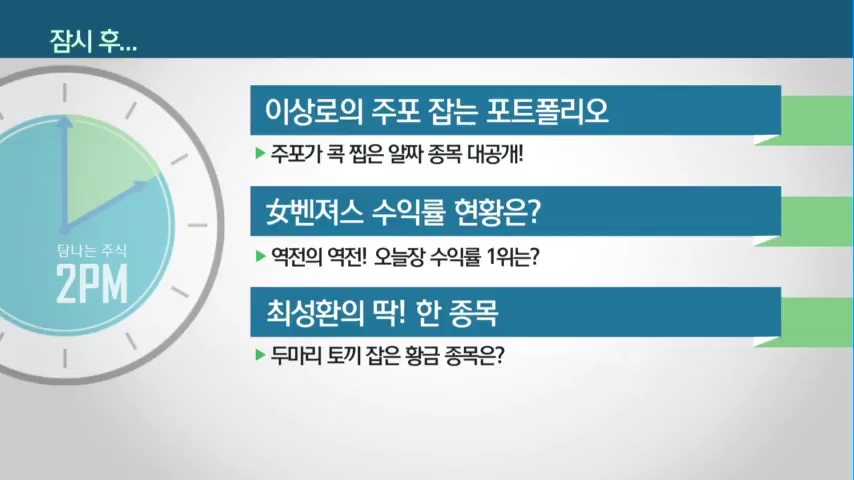 잠시 후...
이상로의 주포 잡는 포트폴리오
▶ 주포가 콕 찝은 알짜 종목 대공개!
女벤져스 수익률 현황은?
▶ 역전의 역전! 오늘장 수익률 1위는?
최성환의 딱! 한 종목
▶ 두마리 토끼 잡은 황금 종목은?
탐나는 주식
2PM